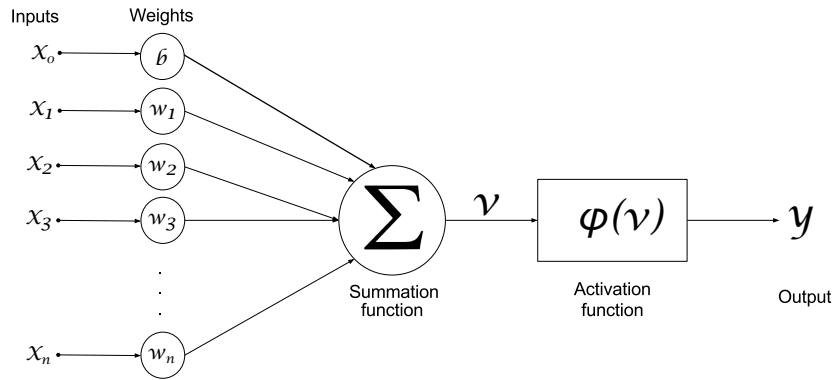 Inputs Weights
x₀ b
x₁ w₁
x₂ w₂
x₃ w₃
.
.
.
xₙ wₙ
Σ
Summation
function
v
φ(v)
Activation
function
y
Output